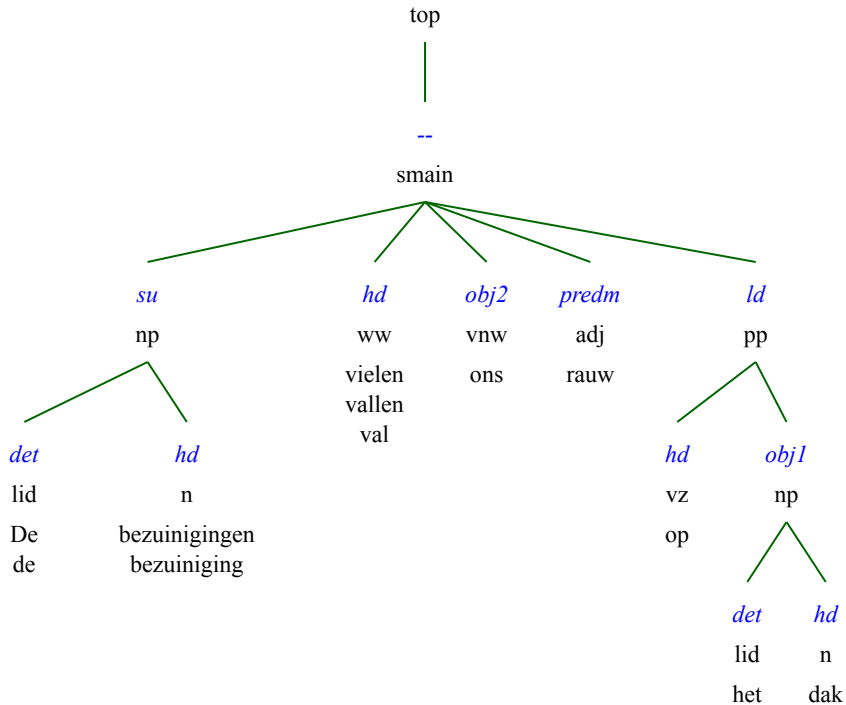 top
--
smain
su hd obj2 predm ld
np ww vnw adj pp
vielen ons rauw
vallen
val
det hd hd obj1
lid n vz np
De bezuinigingen op
de bezuiniging
det hd
lid n
het dak